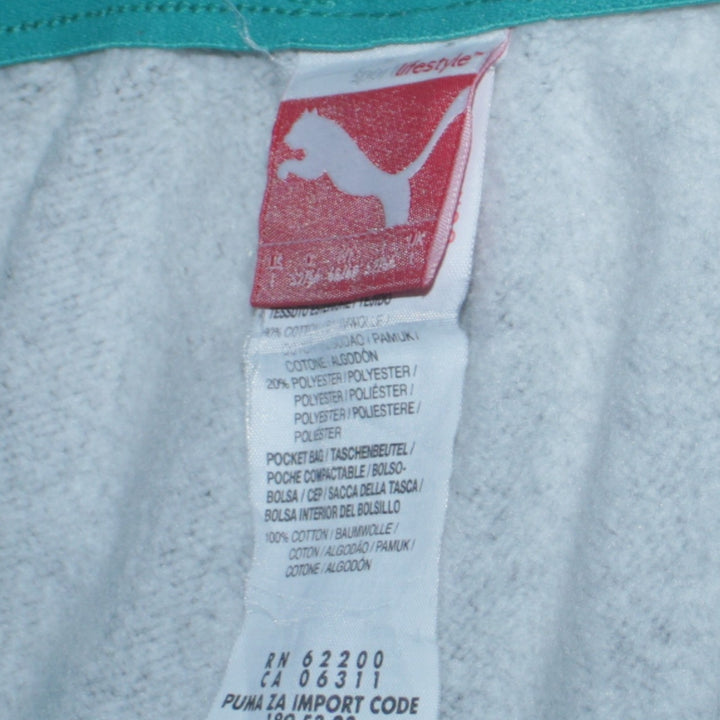 lifestyle™
UK
TESSUTO ESTERNO / TEJIDO
COTONE / ALGODÓN
20% POLYESTER / POLYESTER /
POLYESTER / POLIÉSTER /
POLYESTER / POLIESTERE /
POLIÉSTER
POCKET BAG / TASCHENBEUTEL /
POCHE COMPACTABLE / BOLSO-
BOLSA / CEP / SACCA DELLA TASCA /
BOLSA INTERIOR DEL BOLSILLO
100% COTTON / BAUMWOLLE /
COTON / ALGODÃO / PAMUK /
COTONE / ALGODÓN
RN 62200
CA 06311
PUMA ZA IMPORT CODE